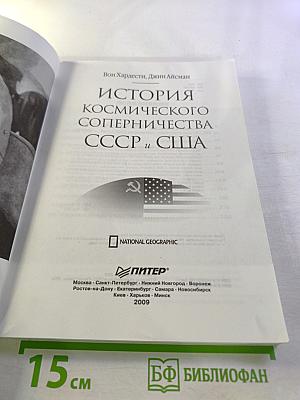 Вон Хардести, Джин Айсман
ИСТОРИЯ
КОСМИЧЕСКОГО
СОПЕРНИЧЕСТВА
СССР и США
NATIONAL GEOGRAPHIC
ПИТЕР®
Москва · Санкт-Петербург · Нижний Новгород · Воронеж
Ростов-на-Дону · Екатеринбург · Самара · Новосибирск
Киев · Харьков · Минск
2009
15 см
БФ БИБЛИОФАН